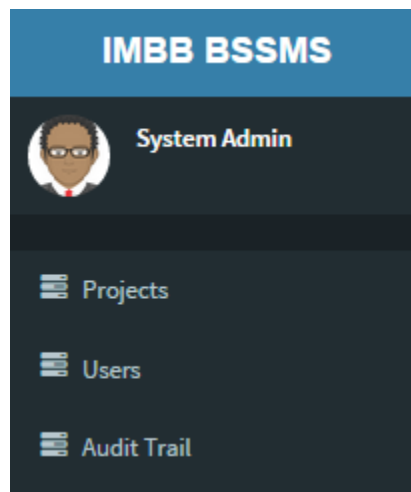 IMBB BSSMS
System Admin
Projects
Users
Audit Trail